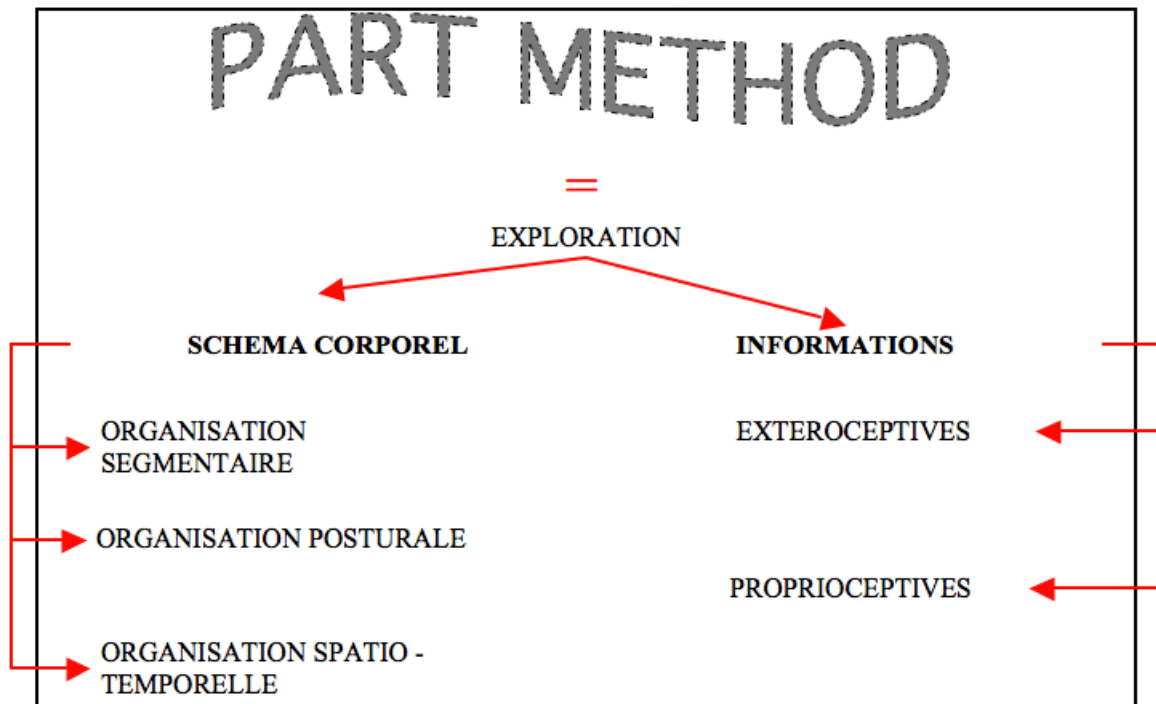 PART METHOD
=
EXPLORATION
SCHEMA CORPOREL
INFORMATIONS
ORGANISATION
SEGMENTAIRE
EXTEROCEPTIVES
ORGANISATION POSTURALE
PROPRIOCEPTIVES
ORGANISATION SPATIO -
TEMPORELLE